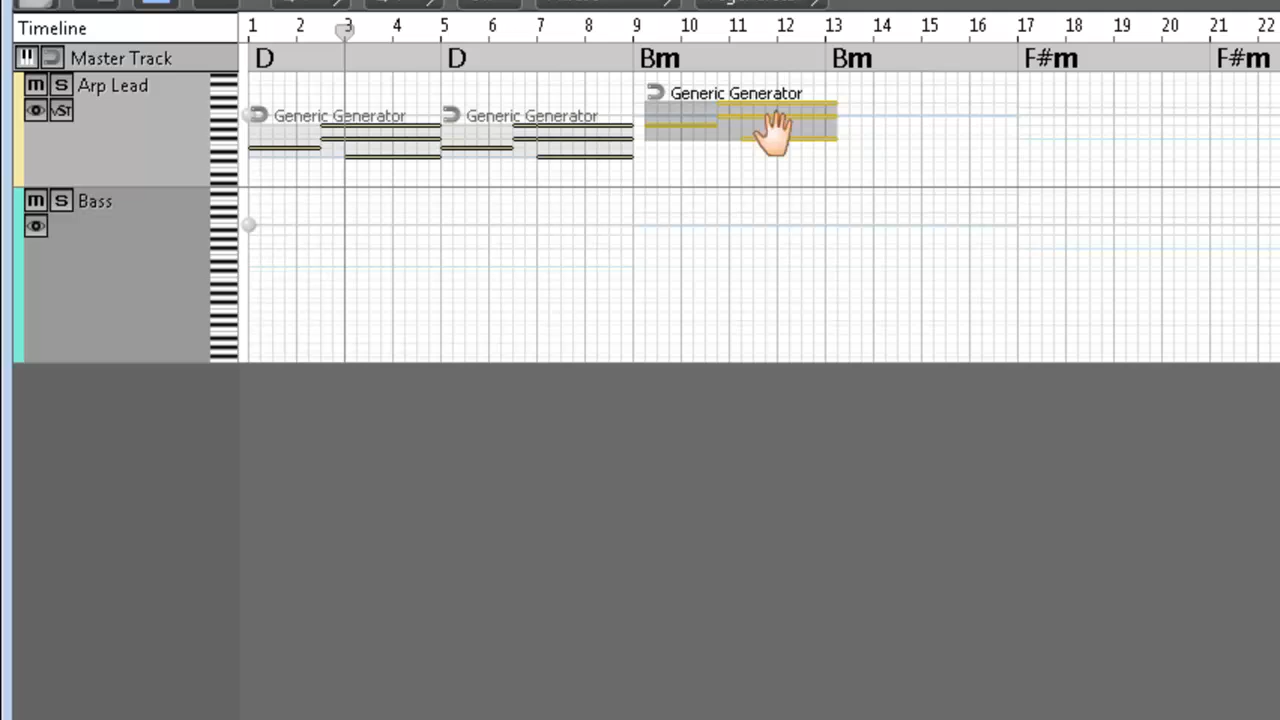 Timeline 1 2 3 4 5 6 7 8 9 10 11 12 13 14 15 16 17 18 19 20 21 22
Master Track D D Bm Bm F#m F#m
m S Arp Lead Generic Generator
VST Generic Generator Generic Generator
m S Bass